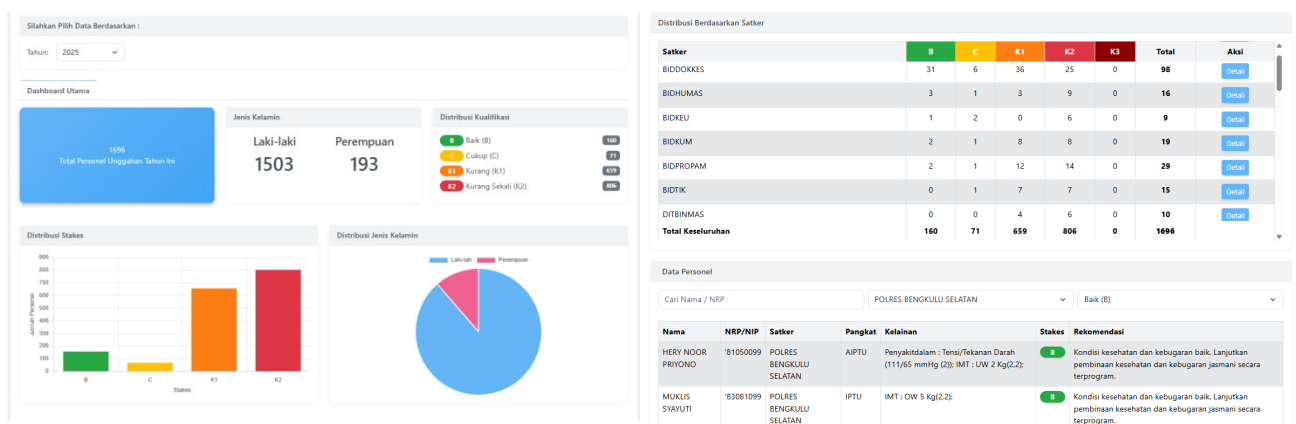 Silahkan Pilih Data Berdasarkan :
Tahun: 2025
Dashboard Utama
1696
Total Personel Unggahan Tahun Ini
Jenis Kelamin
Laki-laki Perempuan
1503 193
Distribusi Kualifikasi
B Baik (B) 160
C Cukup (C) 71
K1 Kurang (K1) 659
K2 Kurang Sekali (K2) 806
Distribusi Stakes
900
800
700
600
500
400
300
200
100
0
Jumlah Personel
B C K1 K2
Stakes
Distribusi Jenis Kelamin
Laki-laki Perempuan
Distribusi Berdasarkan Satker
Satker B C K1 K2 K3 Total Aksi
BIDDOKKES 31 6 36 25 0 98 Detail
BIDHUMAS 3 1 3 9 0 16 Detail
BIDKEU 1 2 0 6 0 9 Detail
BIDKUM 2 1 8 8 0 19 Detail
BIDPROPAM 2 1 12 14 0 29 Detail
BIDTIK 0 1 7 7 0 15 Detail
DITBINMAS 0 0 4 6 0 10 Detail
Total Keseluruhan 160 71 659 806 0 1696
Data Personel
Cari Nama / NRP POLRES BENGKULU SELATAN Baik (B)
Nama NRP/NIP Satker Pangkat Kelainan Stakes Rekomendasi
HERY NOOR '81050099 POLRES AIPTU Penyakitdalam : Tensi/Tekanan Darah B Kondisi kesehatan dan kebugaran baik. Lanjutkan
PRIYONO BENGKULU (111/65 mmHg (2)); IMT : UW 2 Kg(2,2); pembinaan kesehatan dan kebugaran jasmani secara
SELATAN terprogram.
MUKLIS '83081099 POLRES IPTU IMT : OW 5 Kg(2,2); B Kondisi kesehatan dan kebugaran baik. Lanjutkan
SYAYUTI BENGKULU pembinaan kesehatan dan kebugaran jasmani secara
SELATAN terprogram.